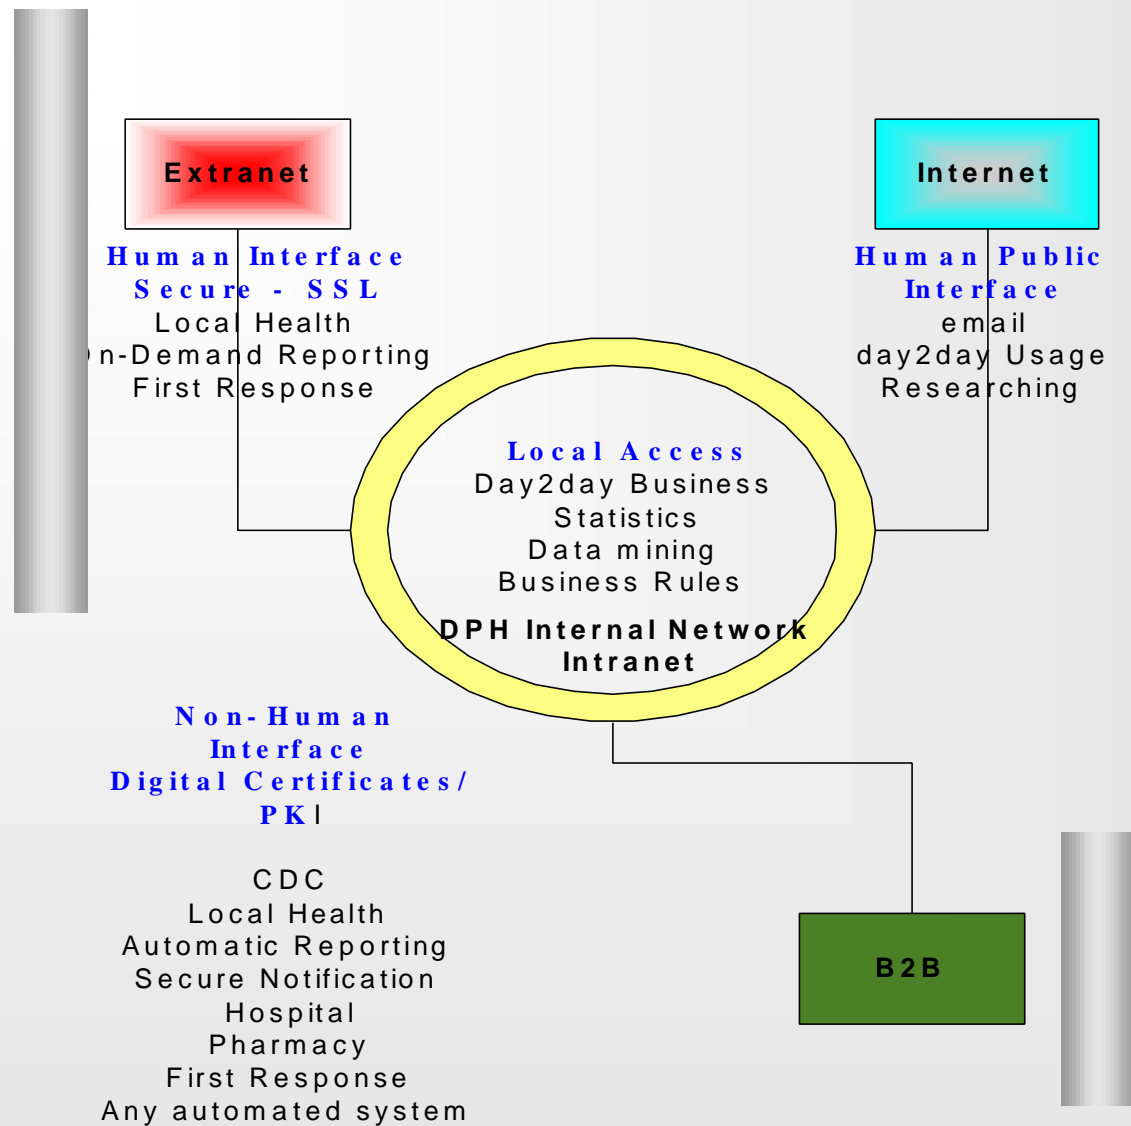 Extranet
Human Interface
Secure - SSL
Local Health
n-Demand Reporting
First Response
Internet
Human Public
Interface
email
day2day Usage
Researching
Local Access
Day2day Business
Statistics
Data mining
Business Rules
DPH Internal Network
Intranet
Non-Human
Interface
Digital Certificates/
PKI
CDC
Local Health
Automatic Reporting
Secure Notification
Hospital
Pharmacy
First Response
Any automated system
B2B